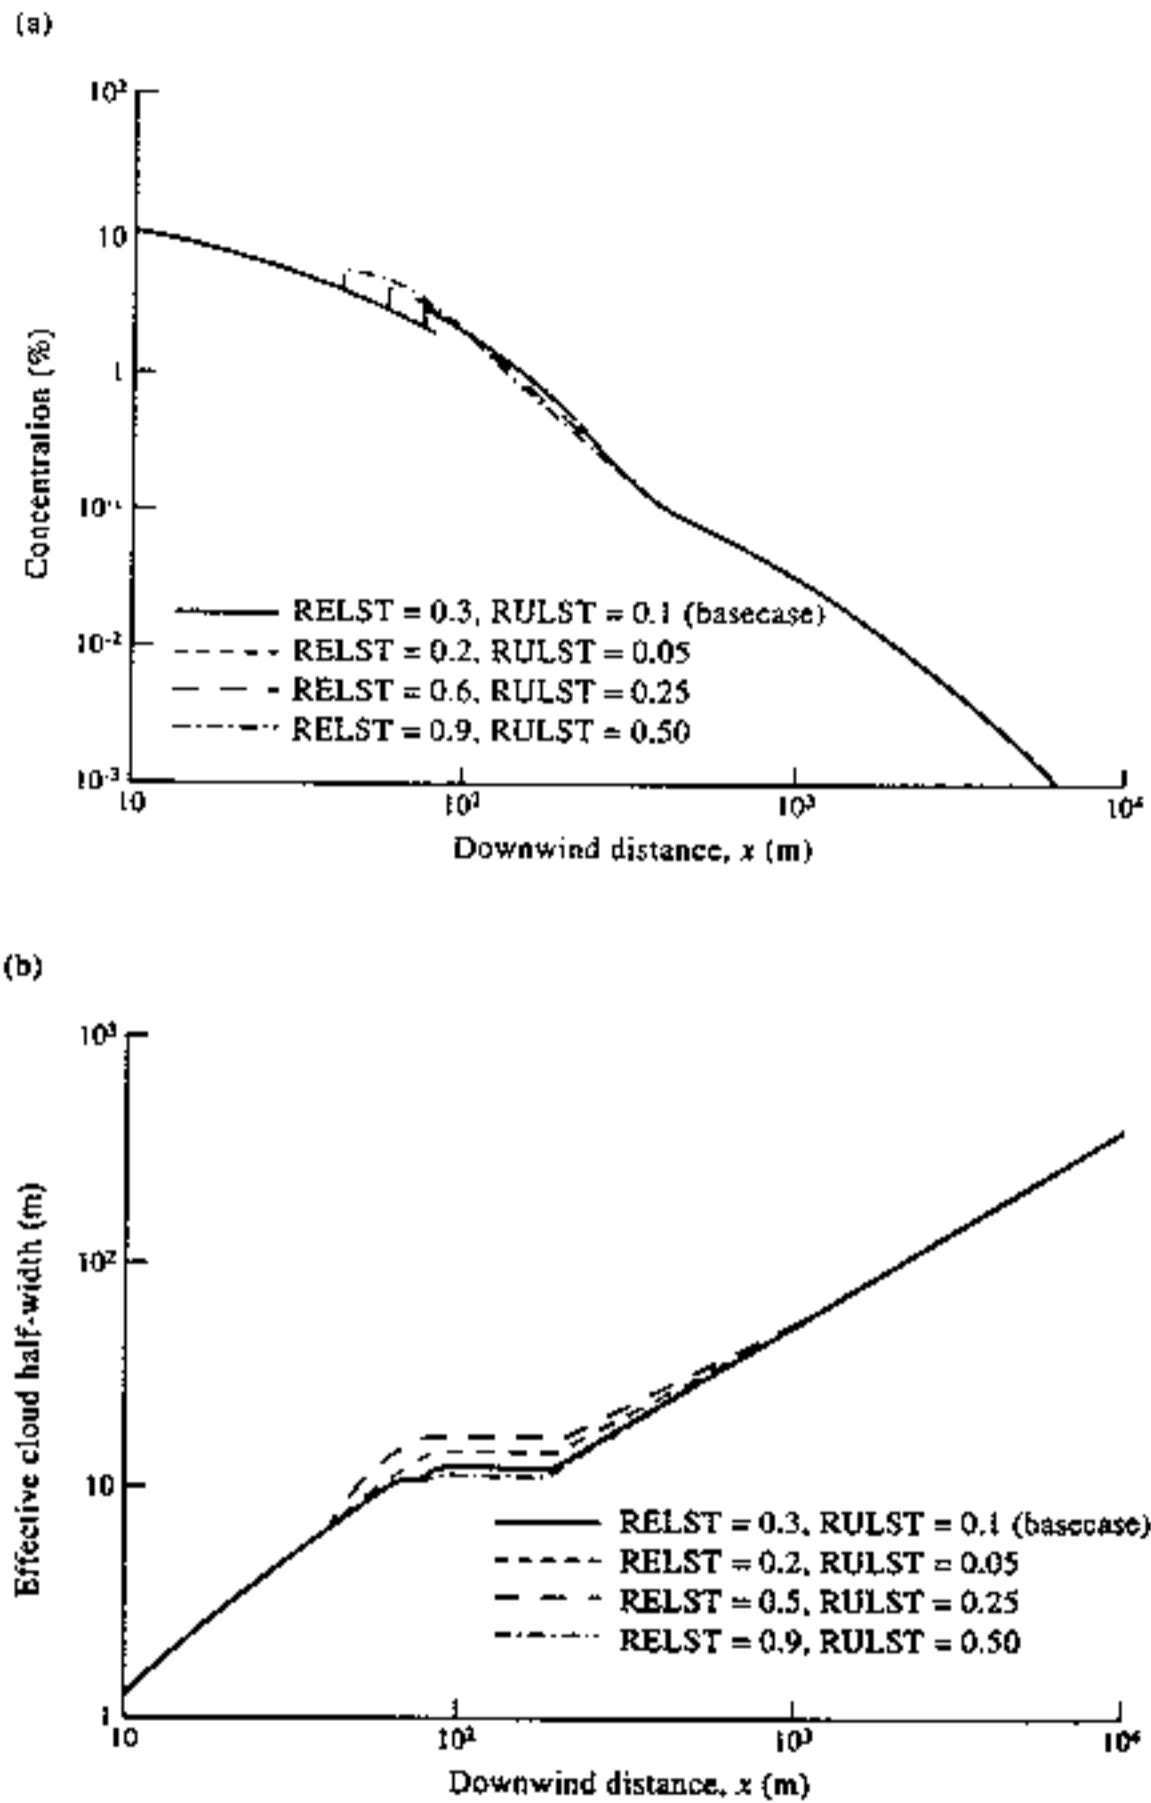 (a)
10²
10
1
10⁻¹
10⁻²
10⁻³
Concentration (%)
RELST = 0.3, RULST = 0.1 (basecase)
RELST = 0.2, RULST = 0.05
RELST = 0.6, RULST = 0.25
RELST = 0.9, RULST = 0.50
10 10² 10³ 10⁴
Downwind distance, x (m)
(b)
10³
10²
10
1
Effective cloud half-width (m)
RELST = 0.3, RULST = 0.1 (basecase)
RELST = 0.2, RULST = 0.05
RELST = 0.5, RULST = 0.25
RELST = 0.9, RULST = 0.50
10 10² 10³ 10⁴
Downwind distance, x (m)